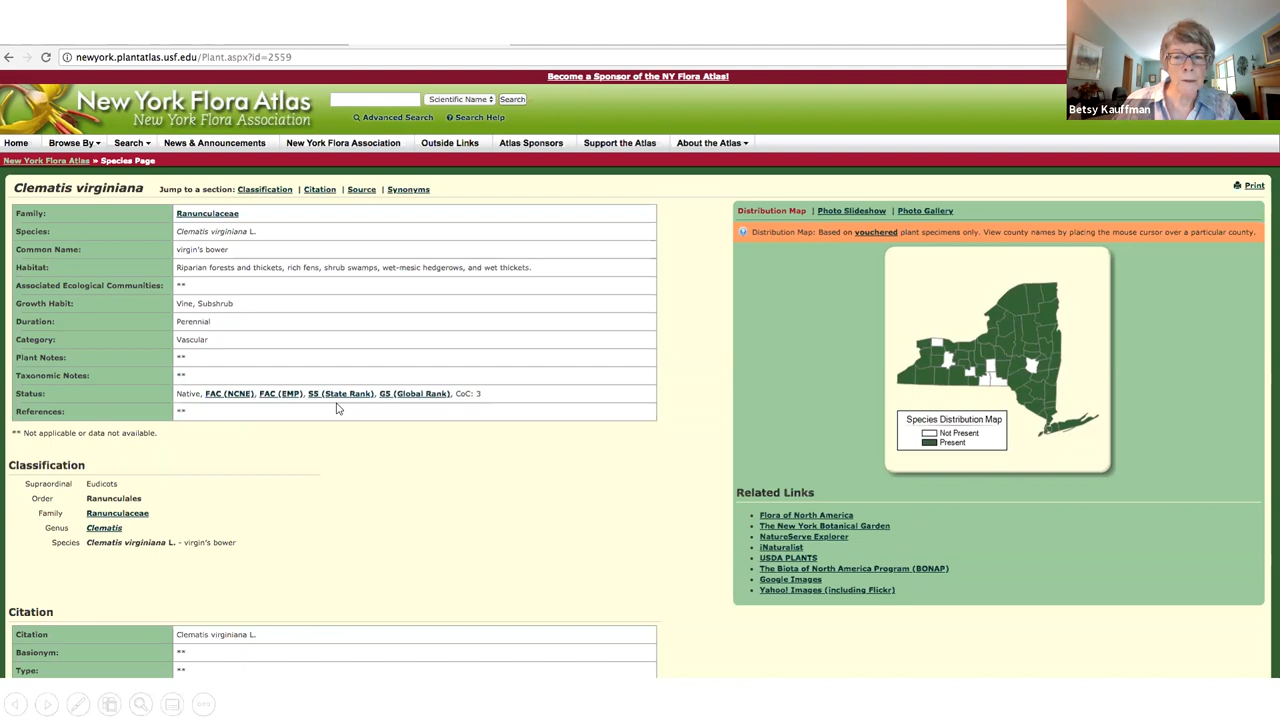 newyork.plantatlas.usf.edu/Plant.aspx?id=2559
Betsy Kauffman
Become a Sponsor of the NY Flora Atlas!
New York Flora Atlas
New York Flora Association
Scientific Name
Search
Advanced Search
Search Help
Home Browse By Search News & Announcements New York Flora Association Outside Links Atlas Sponsors Support the Atlas About the Atlas
New York Flora Atlas » Species Page
Clematis virginiana Jump to a section: Classification | Citation | Source | Synonyms
Print
Family: Ranunculaceae
Species: Clematis virginiana L.
Common Name: virgin's bower
Habitat: Riparian forests and thickets, rich fens, shrub swamps, wet-mesic hedgerows, and wet thickets.
Associated Ecological Communities: **
Growth Habit: Vine, Subshrub
Duration: Perennial
Category: Vascular
Plant Notes: **
Taxonomic Notes: **
Status: Native, FAC (NCNE), FAC (EMP), S5 (State Rank), G5 (Global Rank), CoC: 3
References: **
** Not applicable or data not available.
Distribution Map | Photo Slideshow | Photo Gallery
Distribution Map: Based on vouchered plant specimens only. View county names by placing the mouse cursor over a particular county.
Species Distribution Map
Not Present
Present
Classification
Supraordinal Eudicots
Order Ranunculales
Family Ranunculaceae
Genus Clematis
Species Clematis virginiana L. - virgin's bower
Related Links
Flora of North America
The New York Botanical Garden
NatureServe Explorer
iNaturalist
USDA PLANTS
The Biota of North America Program (BONAP)
Google Images
Yahoo! Images (including Flickr)
Citation
Citation Clematis virginiana L.
Basionym: **
Type: **